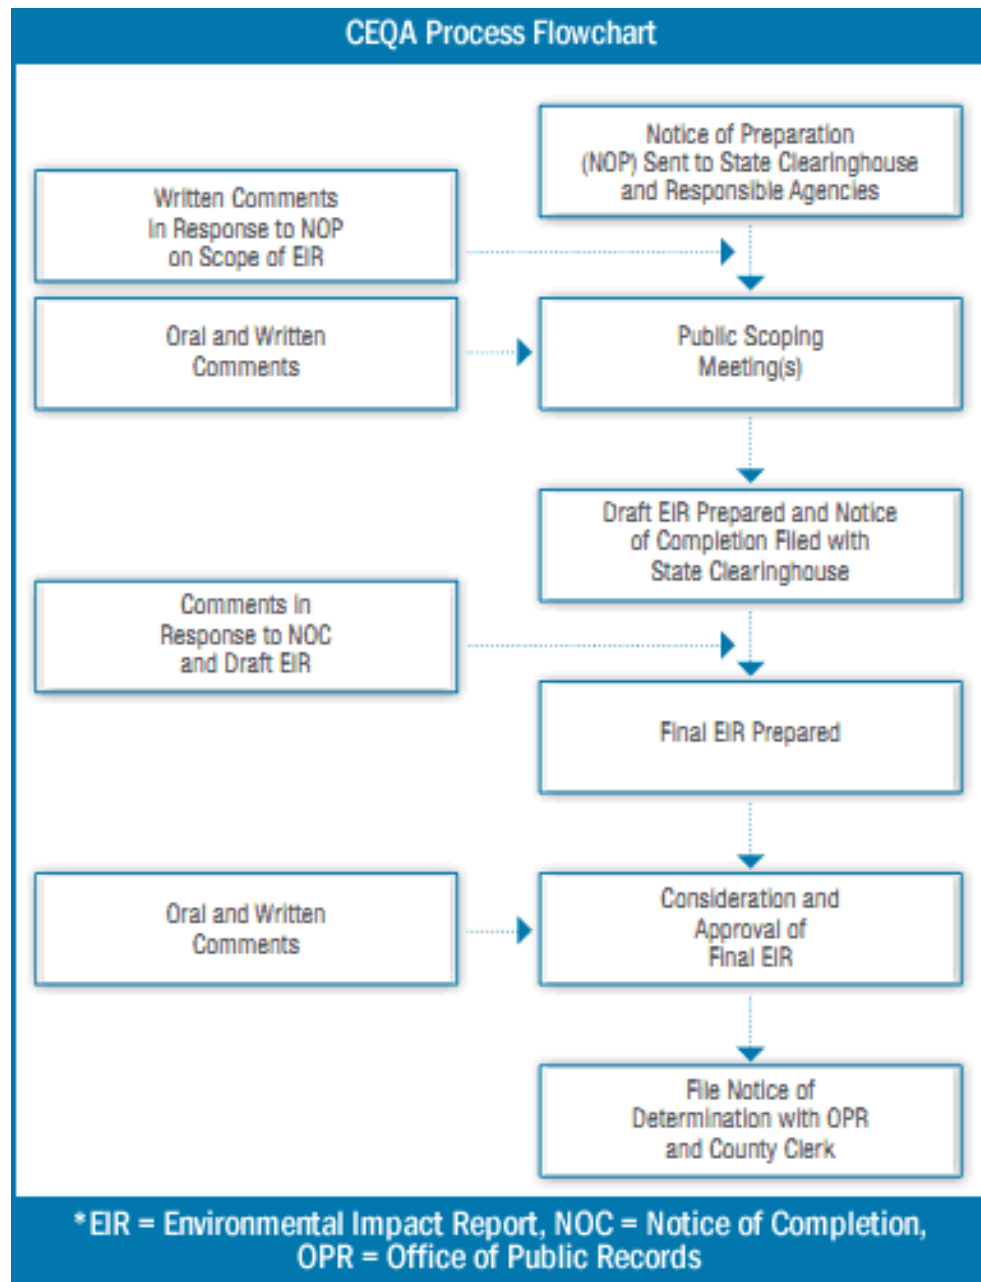 CEQA Process Flowchart
Notice of Preparation
(NOP) Sent to State Clearinghouse
and Responsible Agencies
Written Comments
in Response to NOP
on Scope of EIR
Oral and Written
Comments
Public Scoping
Meeting(s)
Draft EIR Prepared and Notice
of Completion Filed with
State Clearinghouse
Comments in
Response to NOC
and Draft EIR
Final EIR Prepared
Oral and Written
Comments
Consideration and
Approval of
Final EIR
File Notice of
Determination with OPR
and County Clerk
*EIR = Environmental Impact Report, NOC = Notice of Completion,
OPR = Office of Public Records